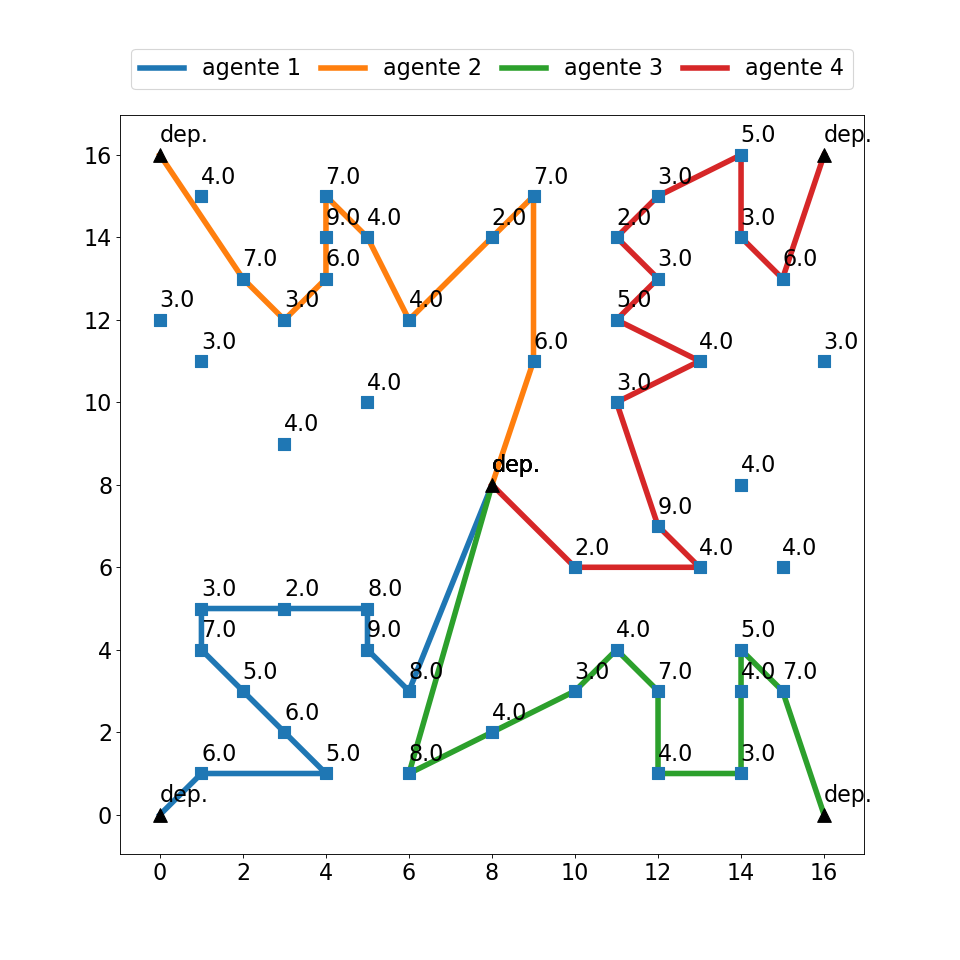 agente 1 agente 2 agente 3 agente 4
dep. 5.0 dep.
16
4.0 7.0 7.0 3.0
9.0 4.0 2.0 2.0 3.0
14
7.0 6.0 3.0 6.0
3.0 3.0 4.0 5.0
12
3.0 6.0 4.0 3.0
4.0 3.0
10
4.0
dep. dep. 4.0
8
9.0
2.0 4.0 4.0
6
3.0 2.0 8.0
7.0 9.0 4.0 5.0
4
5.0 8.0 3.0 7.0 4.0 7.0
6.0 4.0
2
6.0 5.0 8.0 4.0 3.0
dep. dep.
0
0 2 4 6 8 10 12 14 16